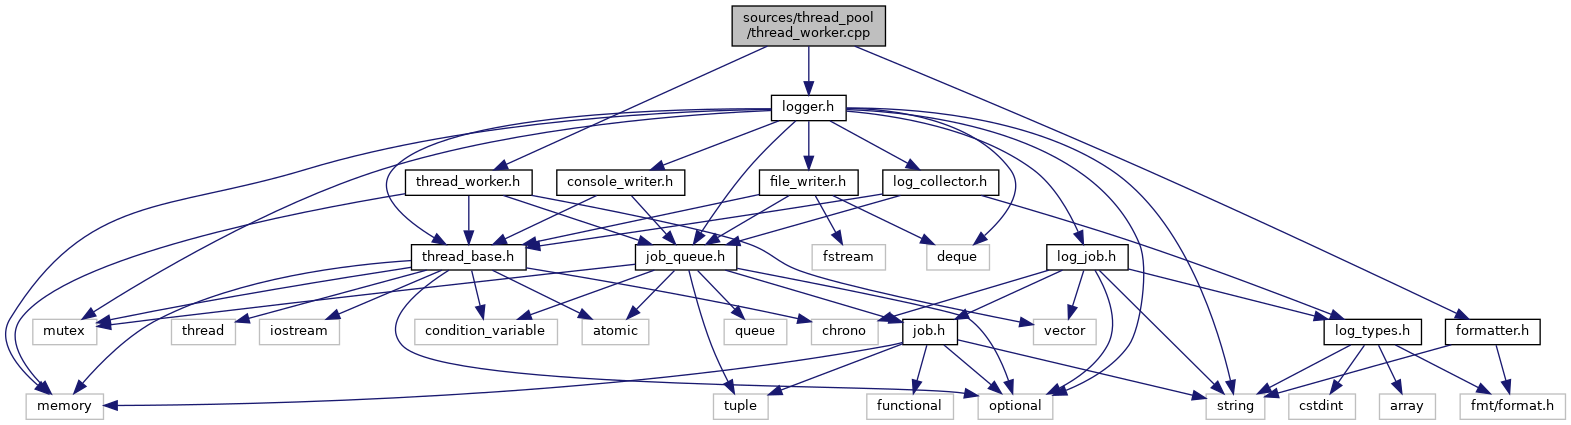 sources/thread_pool
/thread_worker.cpp
logger.h
thread_worker.h
console_writer.h
file_writer.h
log_collector.h
thread_base.h
job_queue.h
fstream
deque
log_job.h
mutex
thread
iostream
condition_variable
atomic
queue
chrono
job.h
vector
log_types.h
formatter.h
memory
tuple
functional
optional
string
cstdint
array
fmt/format.h